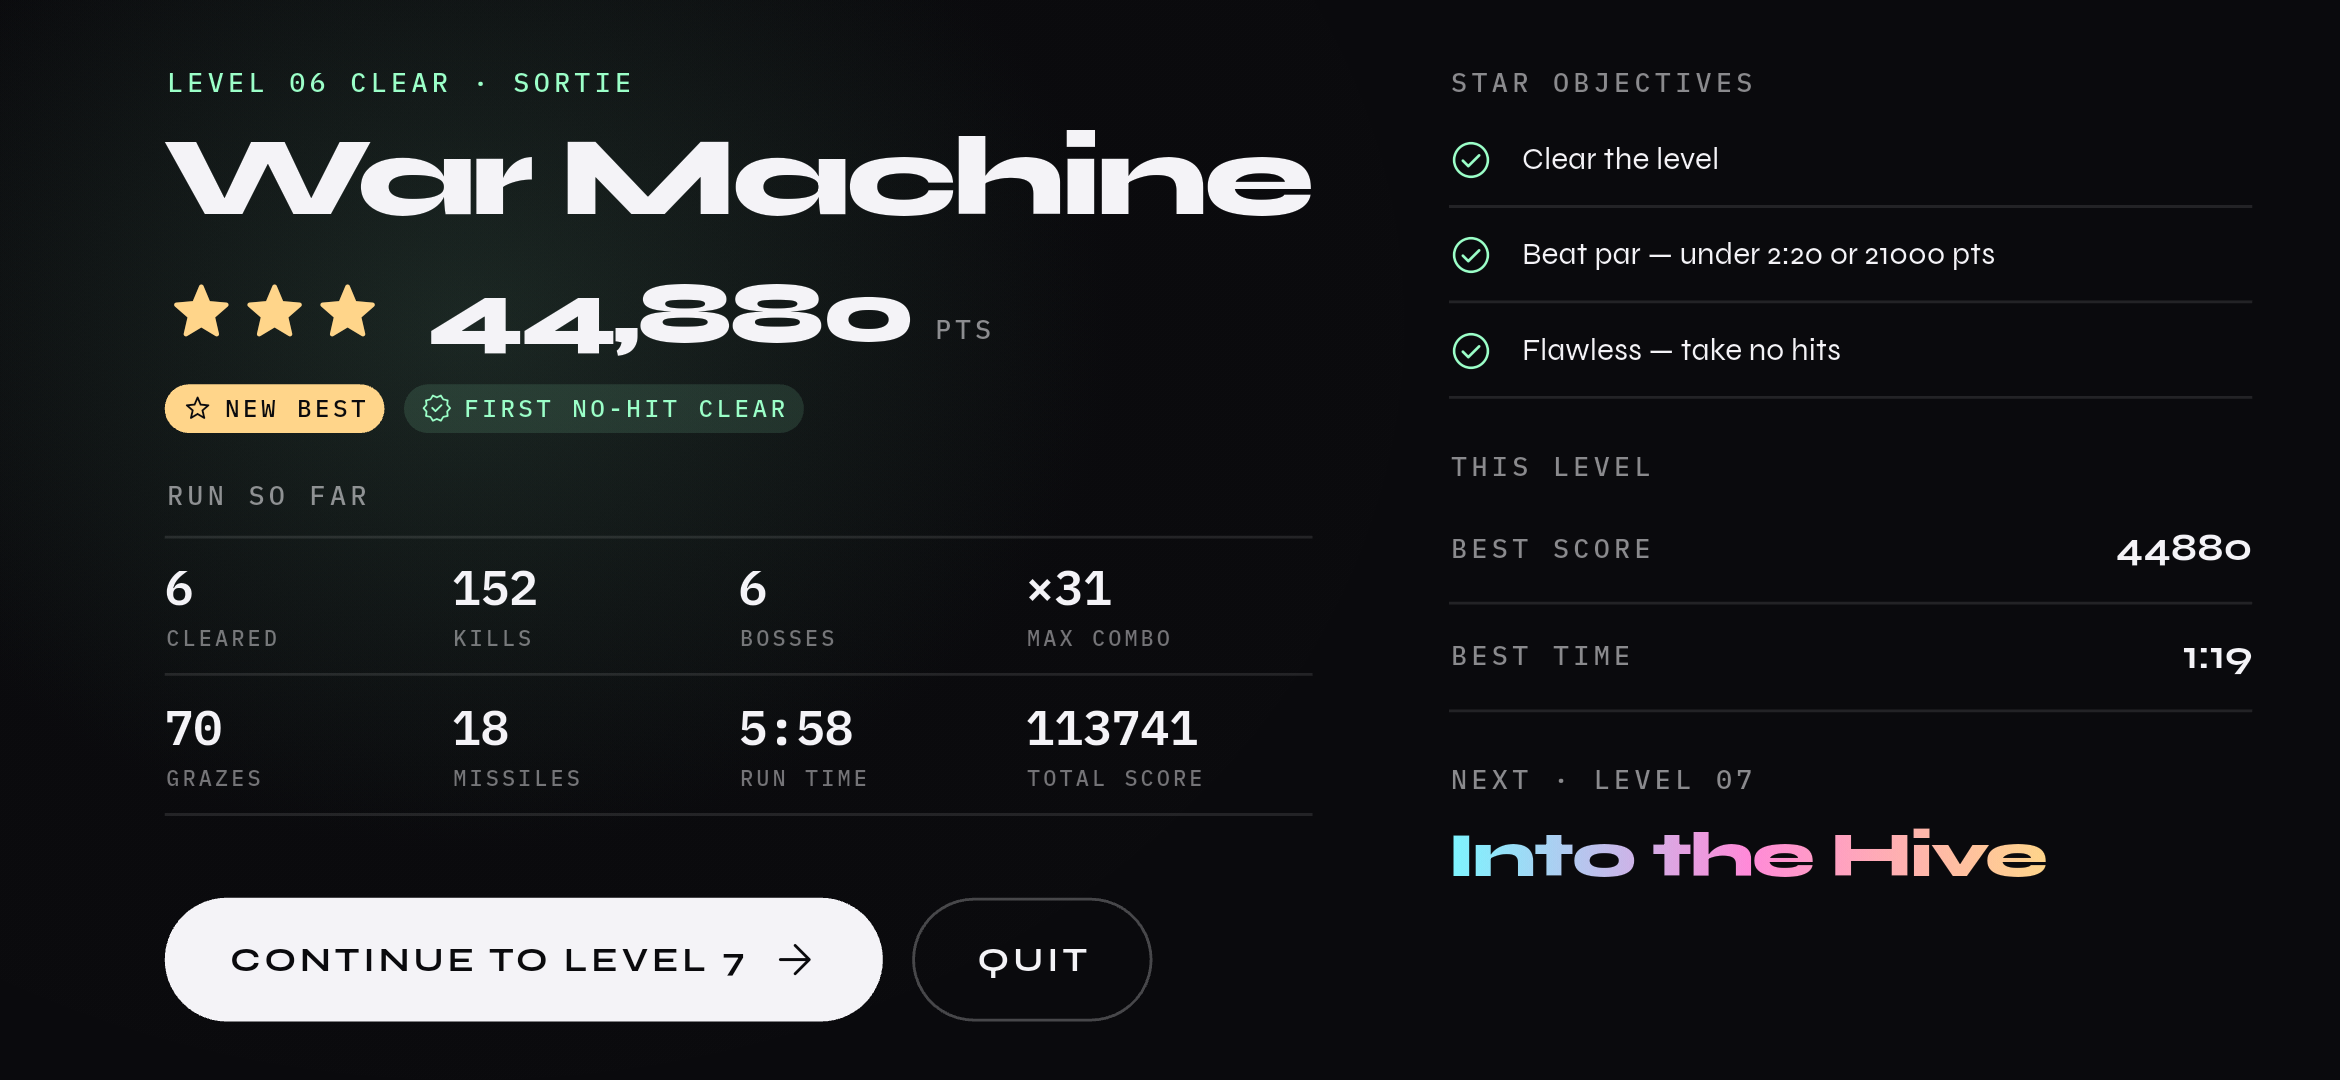 LEVEL 06 CLEAR · SORTIE
War Machine
44,880 PTS
NEW BEST
FIRST NO-HIT CLEAR
RUN SO FAR
6 152 6 ×31
CLEARED KILLS BOSSES MAX COMBO
70 18 5:58 113741
GRAZES MISSILES RUN TIME TOTAL SCORE
CONTINUE TO LEVEL 7 →
QUIT
STAR OBJECTIVES
Clear the level
Beat par — under 2:20 or 21000 pts
Flawless — take no hits
THIS LEVEL
BEST SCORE 44880
BEST TIME 1:19
NEXT · LEVEL 07
Into the Hive